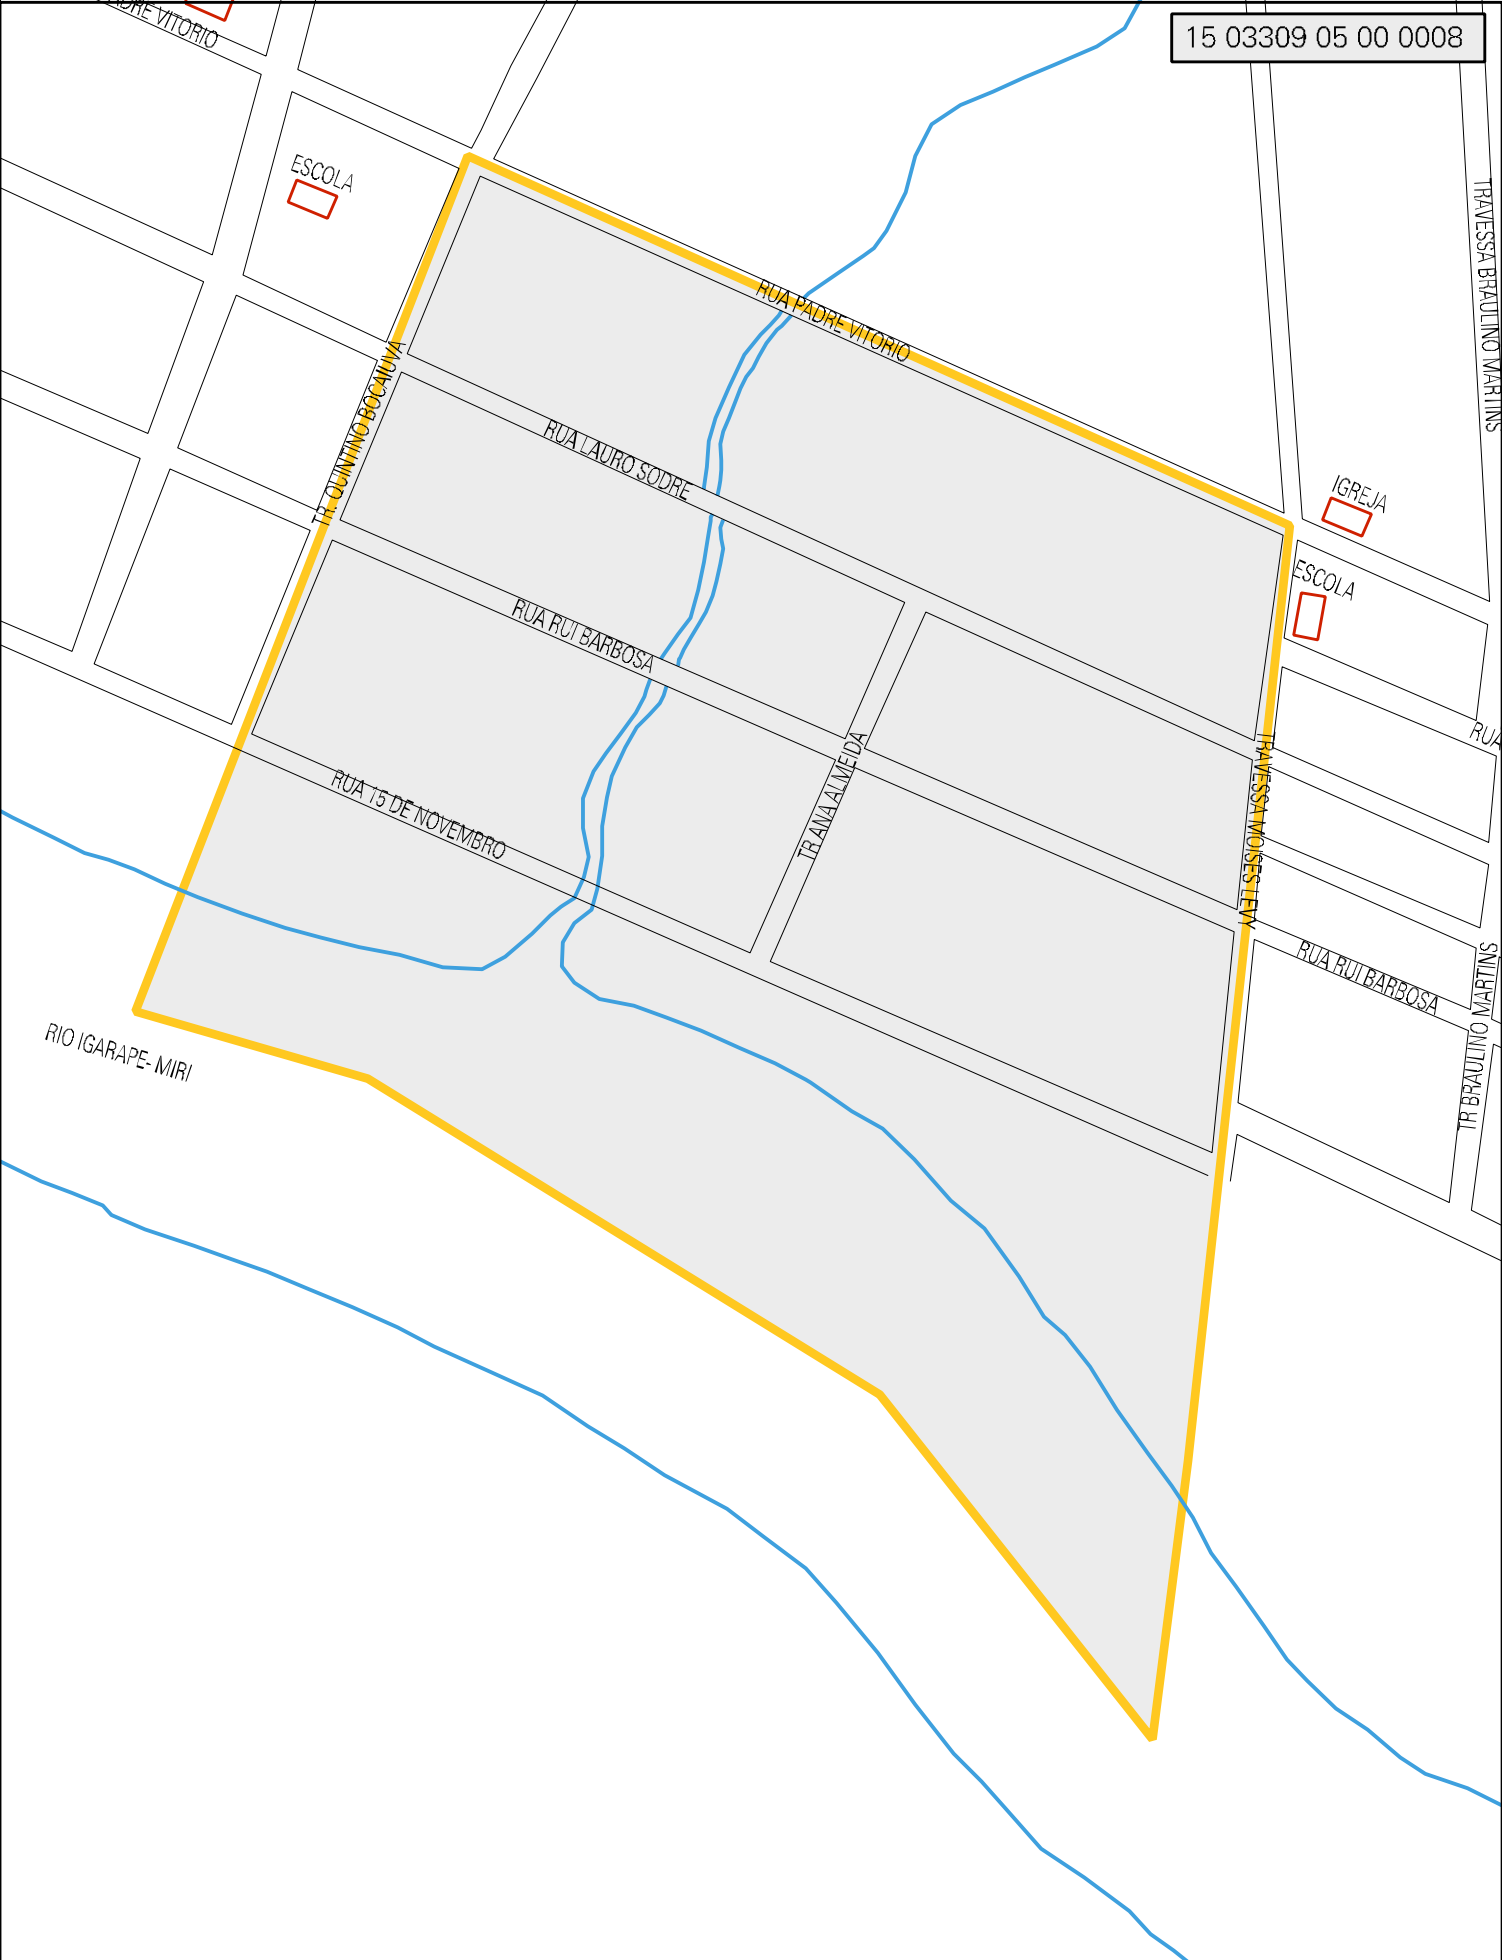 PADRE VITORIO
15 03309 05 00 0008
ESCOLA
TRAVESSA BRAULINO MARTINS
RUA PADRE VITORIO
TR. QUINTINO BOCAIUVA
RUA LAURO SODRE
IGREJA
ESCOLA
RUA RUI BARBOSA
RUA
TRAVESSA MOISES LEVY
TR ANA ALMEIDA
RUA 15 DE NOVEMBRO
RUA RUI BARBOSA
TR BRAULINO MARTINS
RIO IGARAPE- MIRI